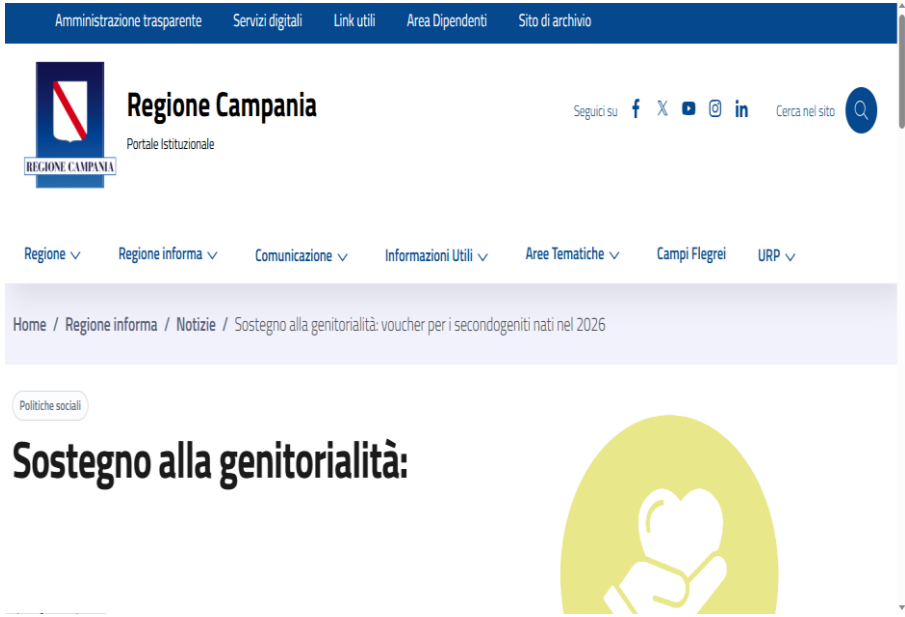 Amministrazione trasparente Servizi digitali Link utili Area Dipendenti Sito di archivio
REGIONE CAMPANIA
Regione Campania
Portale Istituzionale
Seguici su
Cerca nel sito
Regione Regione informa Comunicazione Informazioni Utili Aree Tematiche Campi Flegrei URP
Home / Regione informa / Notizie / Sostegno alla genitorialità: voucher per i secondogeniti nati nel 2026
Politiche sociali
Sostegno alla genitorialità: